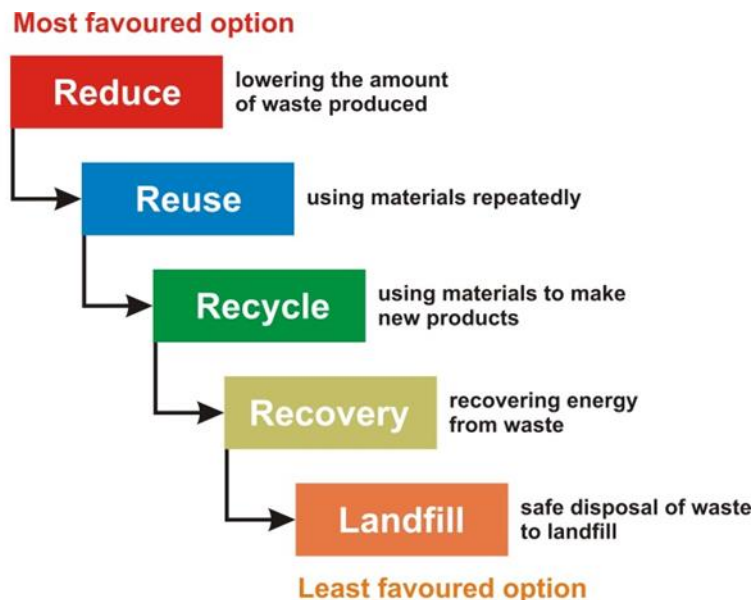 Most favoured option
Reduce
lowering the amount
of waste produced
Reuse
using materials repeatedly
Recycle
using materials to make
new products
Recovery
recovering energy
from waste
Landfill
safe disposal of waste
to landfill
Least favoured option